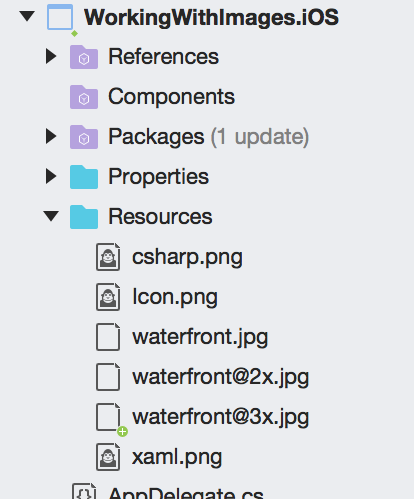 WorkingWithImages.iOS
References
Components
Packages (1 update)
Properties
Resources
csharp.png
Icon.png
waterfront.jpg
waterfront@2x.jpg
waterfront@3x.jpg
xaml.png
AppDelegate.cs